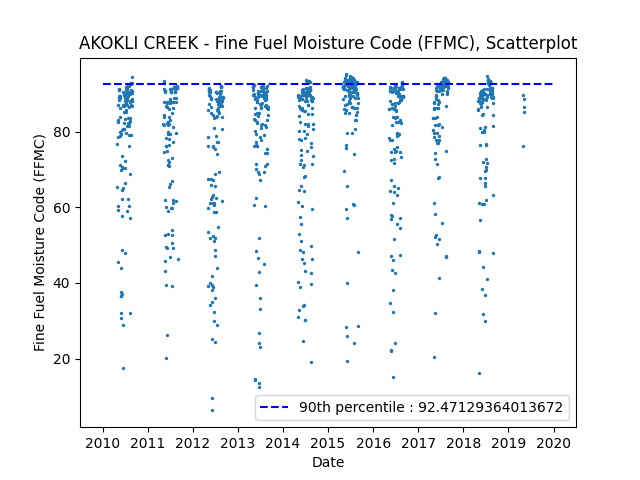 AKOKLI CREEK - Fine Fuel Moisture Code (FFMC), Scatterplot
Fine Fuel Moisture Code (FFMC)
80
60
40
20
90th percentile : 92.47129364013672
2010 2011 2012 2013 2014 2015 2016 2017 2018 2019 2020
Date